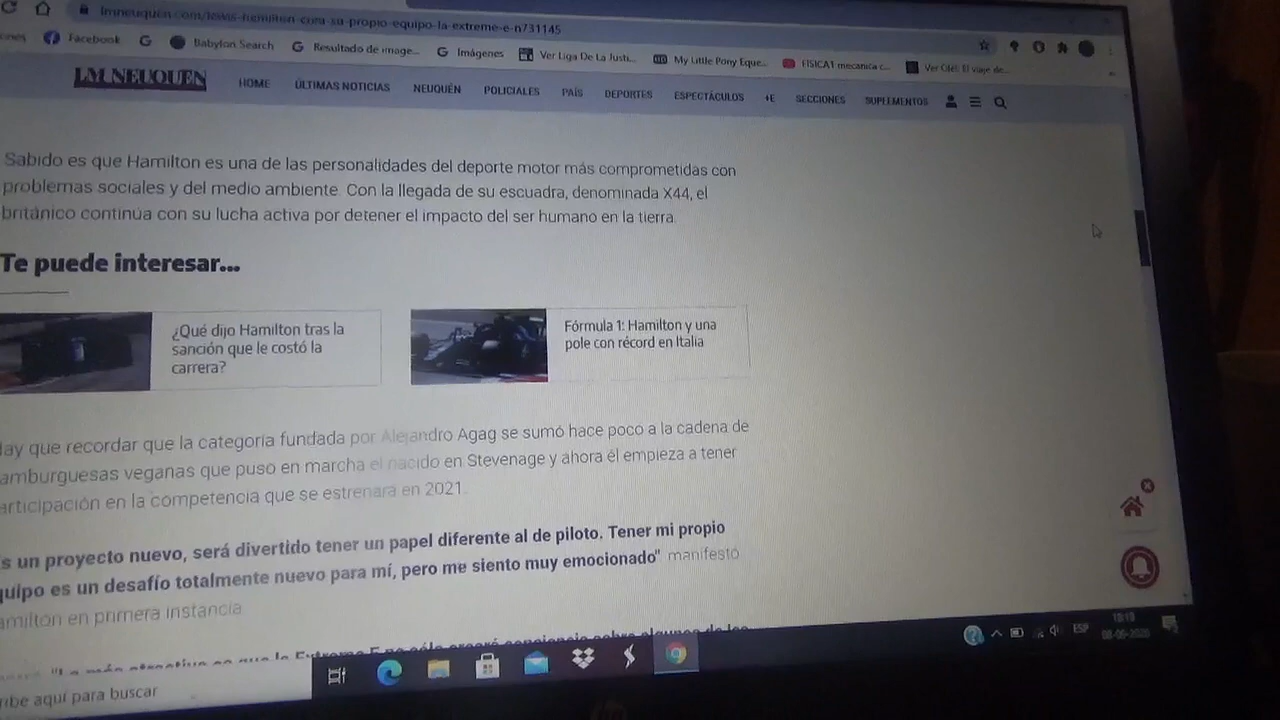 lmneuquen.com/lewis-hamilton-crea-su-propio-equipo-la-extreme-e-n731145
Facebook
Babylon Search
Resultado de image...
Imágenes
Ver Liga De La Justi...
My Little Pony Eque...
FISICA1 mecanica c...
LM NEUQUEN
HOME
ÚLTIMAS NOTICIAS
NEUQUÉN
POLICIALES
PAÍS
DEPORTES
ESPECTÁCULOS
+E
SECCIONES
SUPLEMENTOS
Sabido es que Hamilton es una de las personalidades del deporte motor más comprometidas con
problemas sociales y del medio ambiente. Con la llegada de su escuadra, denominada X44, el
británico continúa con su lucha activa por detener el impacto del ser humano en la tierra.
Te puede interesar...
¿Qué dijo Hamilton tras la
sanción que le costó la
carrera?
Fórmula 1: Hamilton y una
pole con récord en Italia
ay que recordar que la categoría fundada por Alejandro Agag se sumó hace poco a la cadena de
amburguesas veganas que puso en marcha el nacido en Stevenage y ahora él empieza a tener
articipación en la competencia que se estrenará en 2021.
s un proyecto nuevo, será divertido tener un papel diferente al de piloto. Tener mi propio
quipo es un desafío totalmente nuevo para mí, pero me siento muy emocionado" manifestó
amilton en primera instancia.
ribe aquí para buscar
ESP